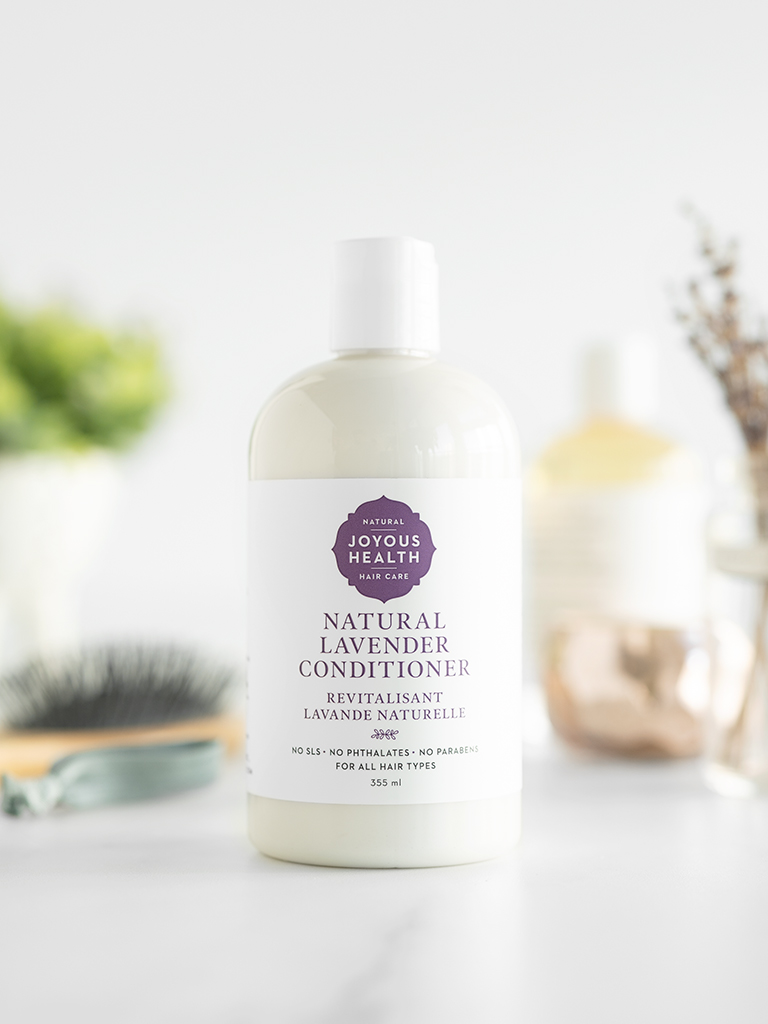 NATURAL
JOYOUS
HEALTH
HAIR CARE
NATURAL
LAVENDER
CONDITIONER
REVITALISANT
LAVANDE NATURELLE
NO SLS • NO PHTHALATES • NO PARABENS
FOR ALL HAIR TYPES
355 ml